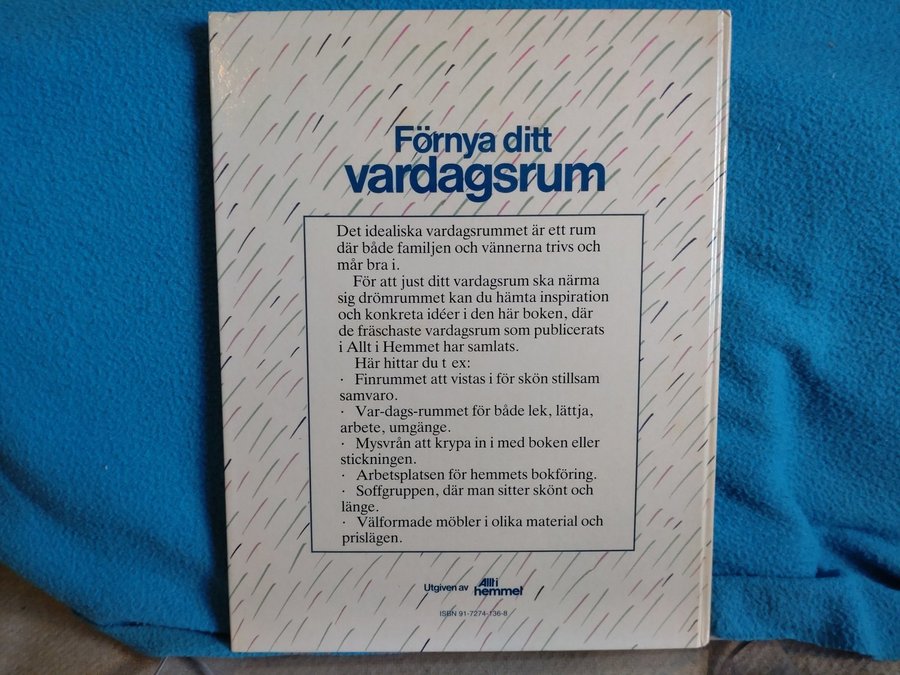 Förnya ditt
vardagsrum
Det idealiska vardagsrummet är ett rum
där både familjen och vännerna trivs och
mår bra i.
För att just ditt vardagsrum ska närma
sig drömrummet kan du hämta inspiration
och konkreta idéer i den här boken, där
de fräschaste vardagsrum som publicerats
i Allt i Hemmet har samlats.
Här hittar du t ex:
· Finrummet att vistas i för skön stillsam
samvaro.
· Var-dags-rummet för både lek, lättja,
arbete, umgänge.
· Mysvrån att krypa in i med boken eller
stickningen.
· Arbetsplatsen för hemmets bokföring.
· Soffgruppen, där man sitter skönt och
länge.
· Välformade möbler i olika material och
prislägen.
Utgiven av Allt i hemmet
ISBN 91-7274-136-8